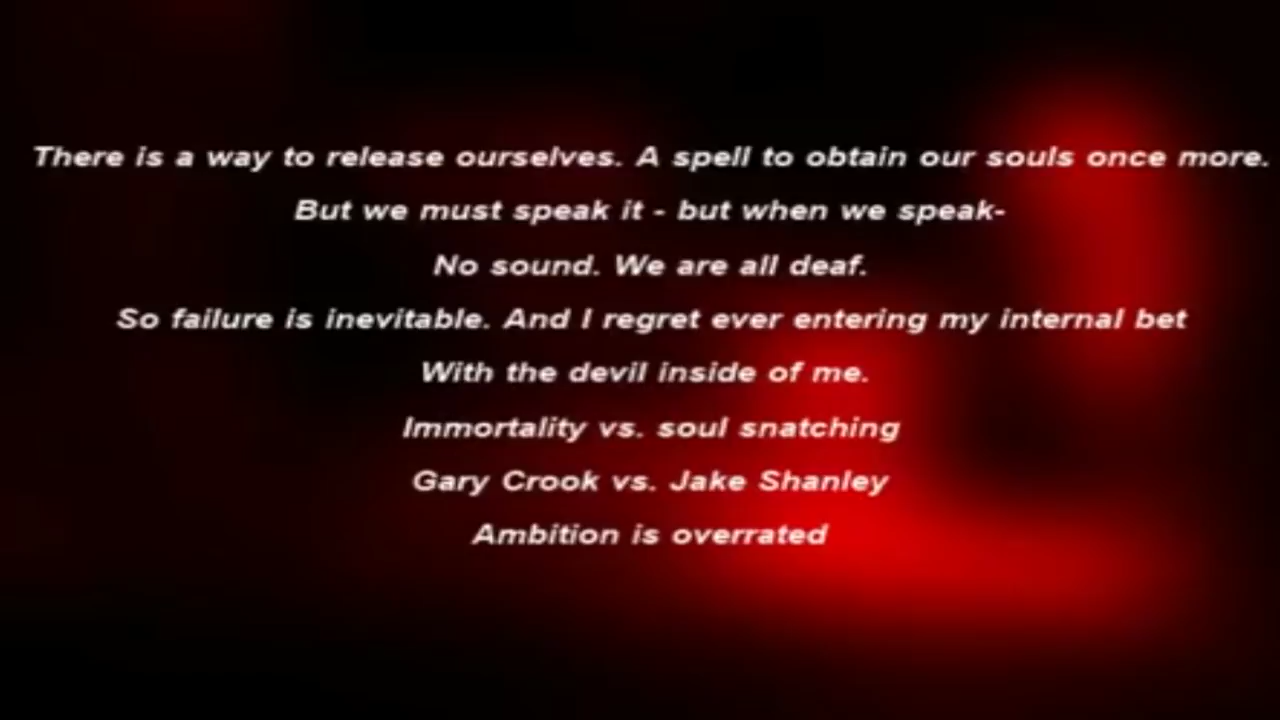 There is a way to release ourselves. A spell to obtain our souls once more.
But we must speak it - but when we speak-
No sound. We are all deaf.
So failure is inevitable. And I regret ever entering my internal bet
With the devil inside of me.
Immortality vs. soul snatching
Gary Crook vs. Jake Shanley
Ambition is overrated